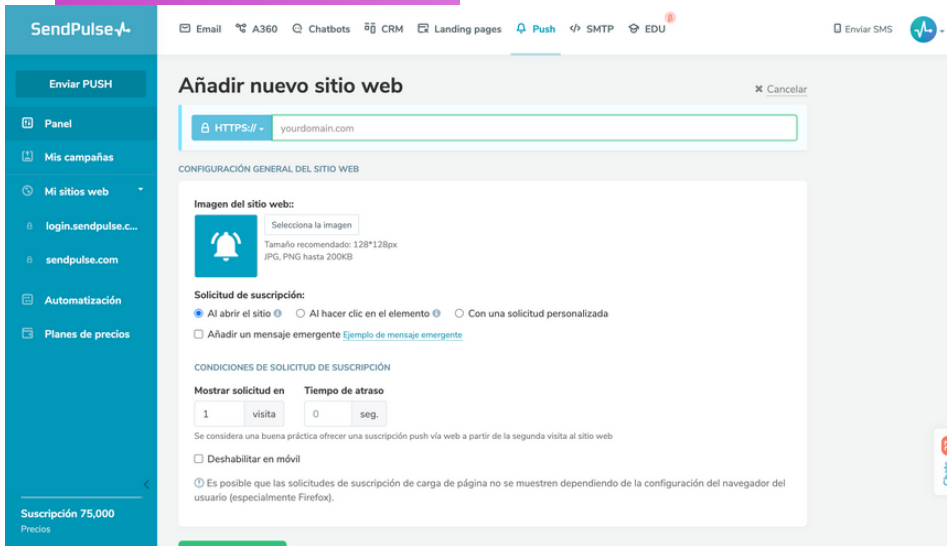 SendPulse
Email A360 Chatbots CRM Landing pages Push SMTP EDU β
Enviar SMS
Enviar PUSH
Panel
Mis campañas
Mi sitios web
login.sendpulse.c...
sendpulse.com
Automatización
Planes de precios
Suscripción 75,000
Precios
Añadir nuevo sitio web
Cancelar
HTTPS:// yourdomain.com
CONFIGURACIÓN GENERAL DEL SITIO WEB
Imagen del sitio web::
Selecciona la imagen
Tamaño recomendado: 128*128px
JPG, PNG hasta 200KB
Solicitud de suscripción:
Al abrir el sitio Al hacer clic en el elemento Con una solicitud personalizada
Añadir un mensaje emergente Ejemplo de mensaje emergente
CONDICIONES DE SOLICITUD DE SUSCRIPCIÓN
Mostrar solicitud en Tiempo de atraso
1 visita 0 seg.
Se considera una buena práctica ofrecer una suscripción push vía web a partir de la segunda visita al sitio web
Deshabilitar en móvil
Es posible que las solicitudes de suscripción de carga de página no se muestren dependiendo de la configuración del navegador del
usuario (especialmente Firefox).